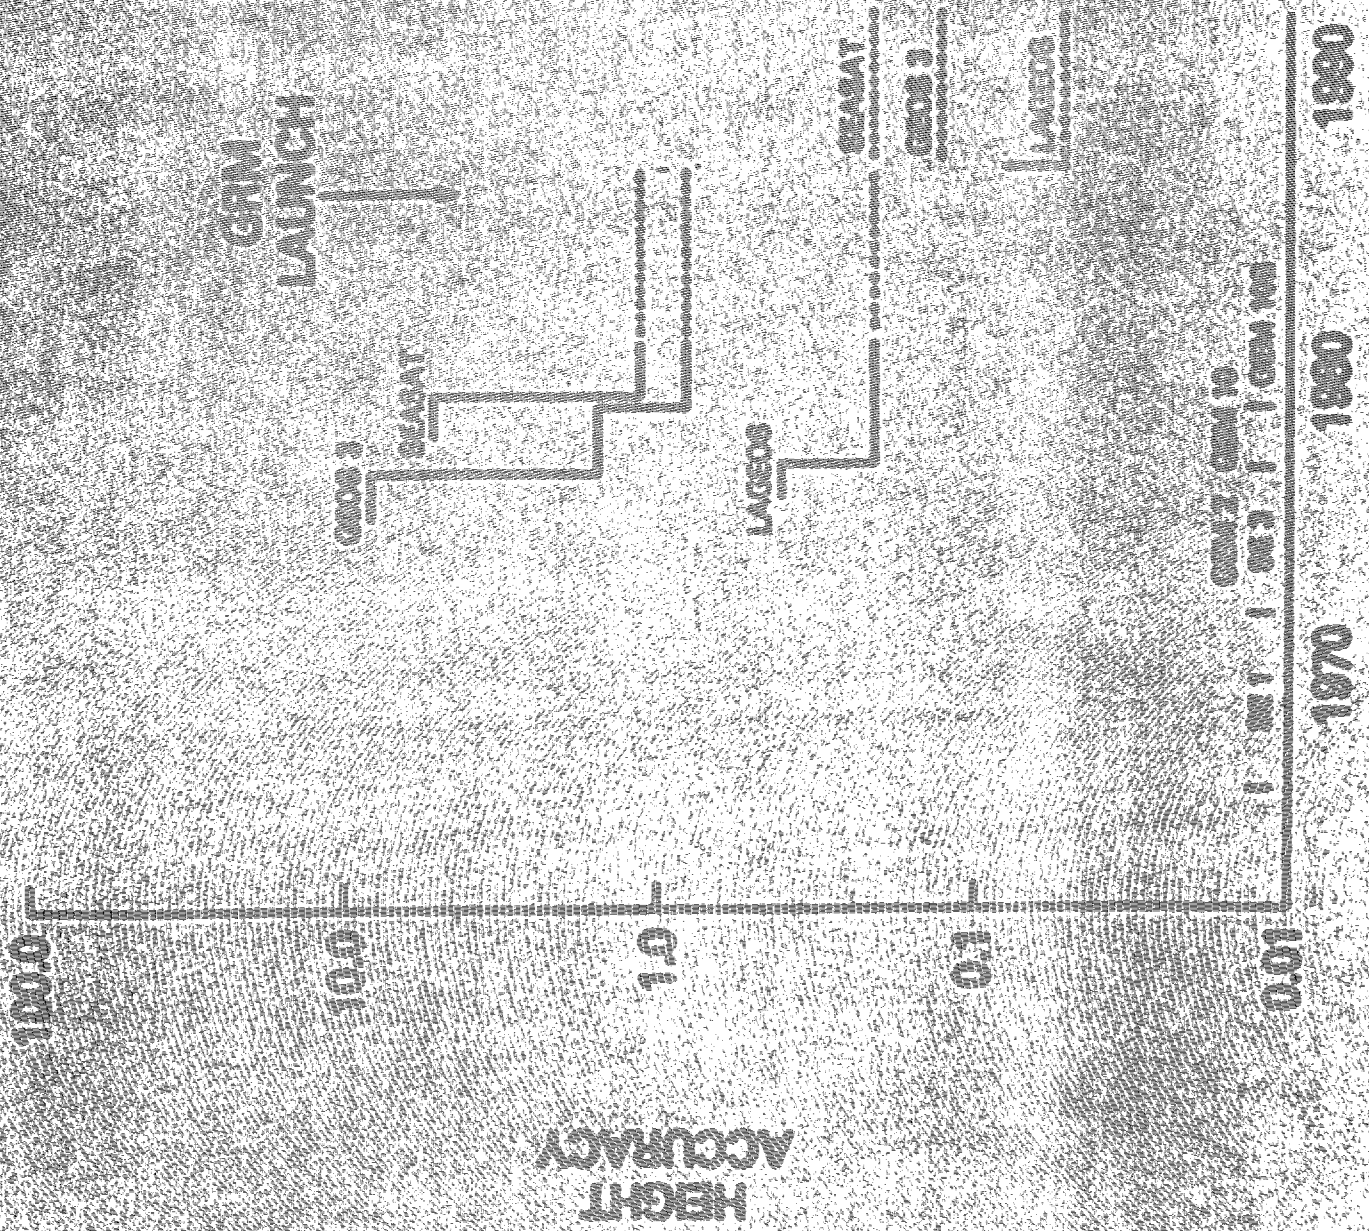 HEIGHT
ACCURACY
100.0
10.0
1.0
0.1
0.01
GEOS 3
SEASAT
GRM
LAUNCH
LAGEOS
SEASAT
GEOS 3
LAGEOS
1970
1980
1990